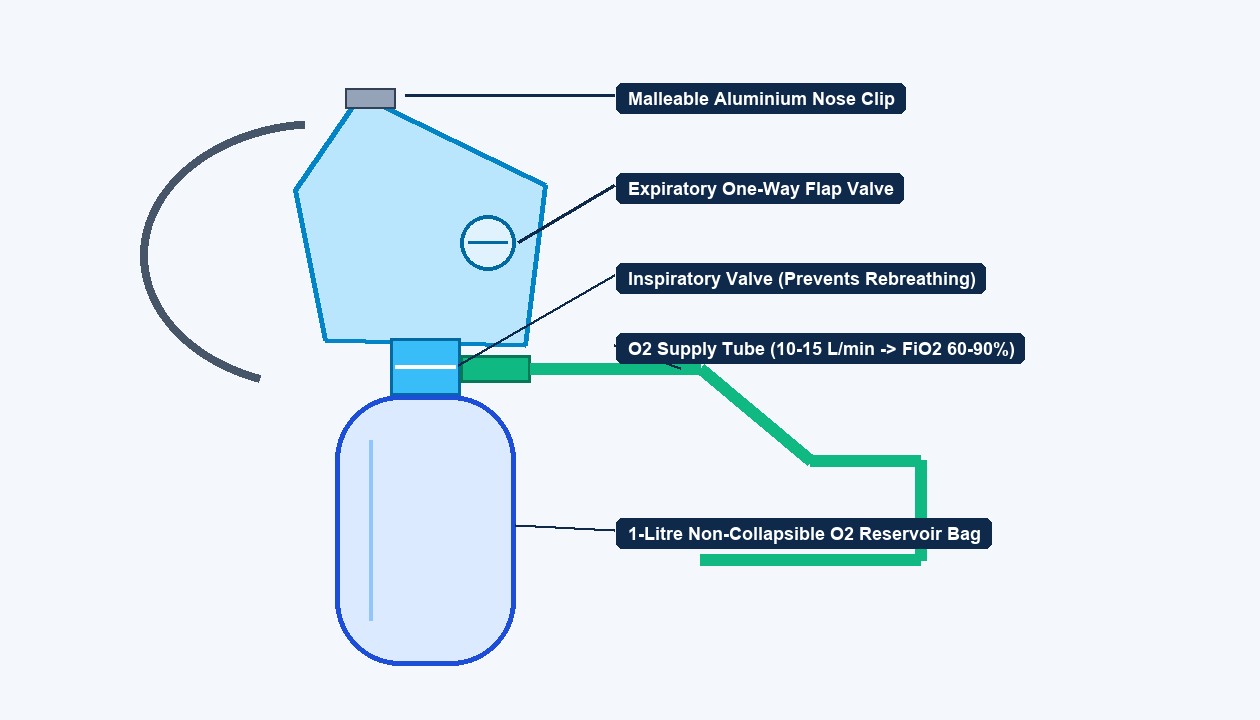 Malleable Aluminium Nose Clip
Expiratory One-Way Flap Valve
Inspiratory Valve (Prevents Rebreathing)
O2 Supply Tube (10-15 L/min -> FiO2 60-90%)
1-Litre Non-Collapsible O2 Reservoir Bag